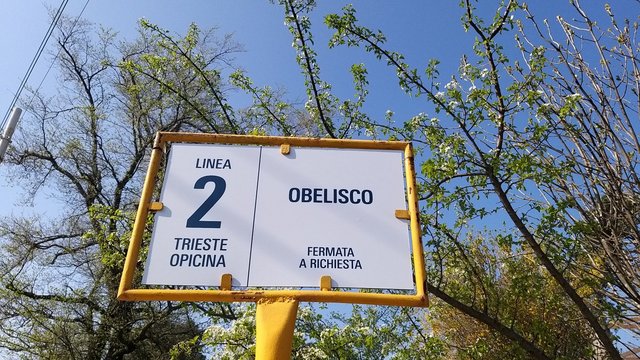 LINEA
2
TRIESTE
OPICINA
OBELISCO
FERMATA
A RICHIESTA